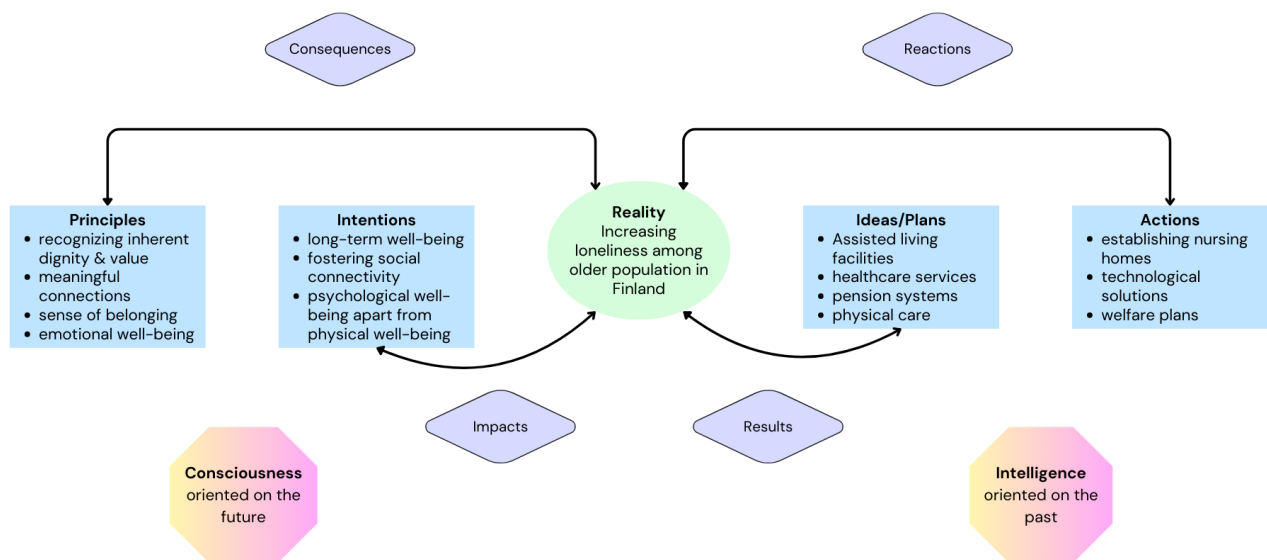 Consequences
Reactions
Principles
• recognizing inherent
dignity & value
• meaningful
connections
• sense of belonging
• emotional well-being
Intentions
• long-term well-being
• fostering social
connectivity
• psychological well-
being apart from
physical well-being
Reality
Increasing
loneliness among
older population in
Finland
Ideas/Plans
• Assisted living
facilities
• healthcare services
• pension systems
• physical care
Actions
• establishing nursing
homes
• technological
solutions
• welfare plans
Impacts
Results
Consciousness
oriented on the
future
Intelligence
oriented on the
past